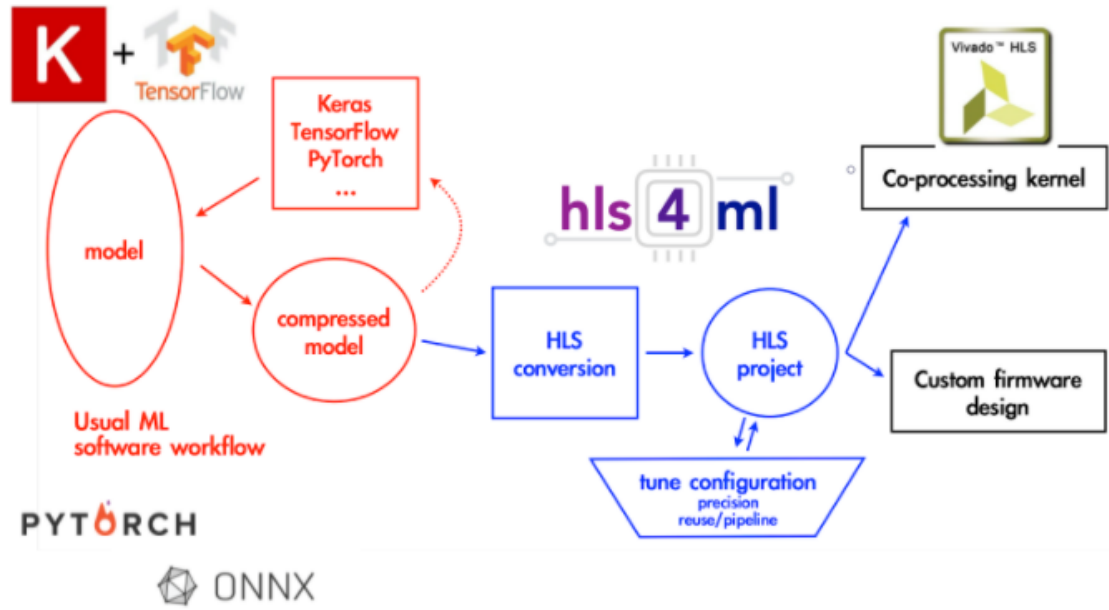 K
+
TensorFlow
Keras
TensorFlow
PyTorch
...
model
compressed
model
Usual ML
software workflow
PYTORCH
ONNX
hls 4 ml
HLS
conversion
HLS
project
tune configuration
precision
reuse/pipeline
Vivado™ HLS
Co-processing kernel
Custom firmware
design